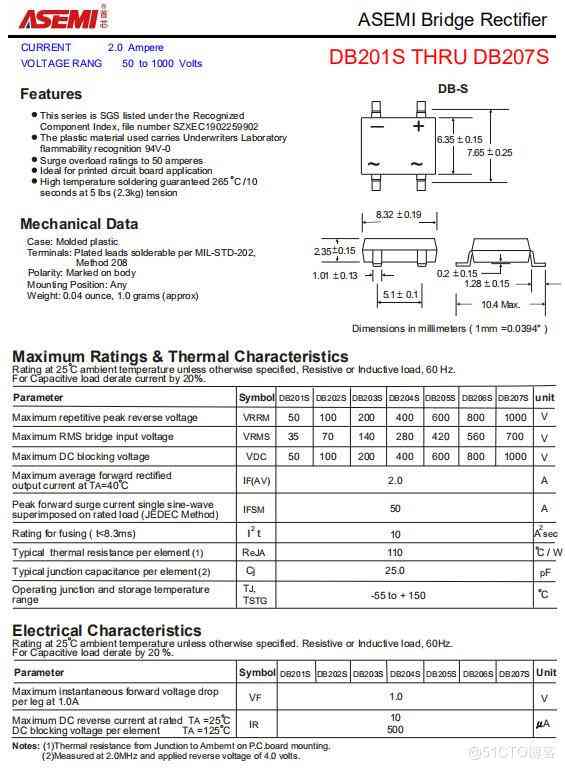 ASEMI 首芯
ASEMI Bridge Rectifier
CURRENT 2.0 Ampere
VOLTAGE RANG 50 to 1000 Volts
DB201S THRU DB207S
Features
This series is SGS listed under the Recognized
Component Index, file number SZXEC1902259902
The plastic material used carries Underwriters Laboratory
flammability recognition 94V-0
Surge overload ratings to 50 amperes
Ideal for printed circuit board application
High temperature soldering guaranteed 265°C /10
seconds at 5 lbs (2.3kg) tension
DB-S
− +
~ ~
6.35 ± 0.15
7.65 ± 0.25
Mechanical Data
Case: Molded plastic
Terminals: Plated leads solderable per MIL-STD-202,
Method 208
Polarity: Marked on body
Mounting Position: Any
Weight: 0.04 ounce, 1.0 grams (approx)
8.32 ± 0.19
2.35±0.15
1.01 ± 0.13
5.1 ± 0.1
0.2 ± 0.15
1.28 ± 0.15
10.4 Max.
Dimensions in millimeters ( 1mm =0.0394" )
Maximum Ratings & Thermal Characteristics
Rating at 25°C ambient temperature unless otherwise specified, Resistive or Inductive load, 60 Hz.
For Capacitive load derate current by 20%.
Parameter Symbol DB201S DB202S DB203S DB204S DB205S DB206S DB207S unit
Maximum repetitive peak reverse voltage VRRM 50 100 200 400 600 800 1000 V
Maximum RMS bridge input voltage VRMS 35 70 140 280 420 560 700 V
Maximum DC blocking voltage VDC 50 100 200 400 600 800 1000 V
Maximum average forward rectified
output current at TA=40°C IF(AV) 2.0 A
Peak forward surge current single sine-wave
superimposed on rated load (JEDEC Method) IFSM 50 A
Rating for fusing ( t<8.3ms) I²t 10 A²sec
Typical thermal resistance per element (1) ReJA 110 °C / W
Typical junction capacitance per element (2) Cj 25.0 pF
Operating junction and storage temperature
range TJ, TSTG -55 to + 150 °C
Electrical Characteristics
Rating at 25°C ambient temperature unless otherwise specified. Resistive or Inductive load, 60Hz.
For Capacitive load derate by 20 %.
Parameter Symbol DB201S DB202S DB203S DB204S DB205S DB206S DB207S Unit
Maximum instantaneous forward voltage drop
per leg at 1.0A VF 1.0 V
Maximum DC reverse current at rated TA =25°C 10
DC blocking voltage per element TA =125°C IR 500 µA
Notes: (1)Thermal resistance from Junction to Ambemt on P.C.board mounting.
(2)Measured at 2.0MHz and applied reverse voltage of 4.0 volts.
@51CTO博客